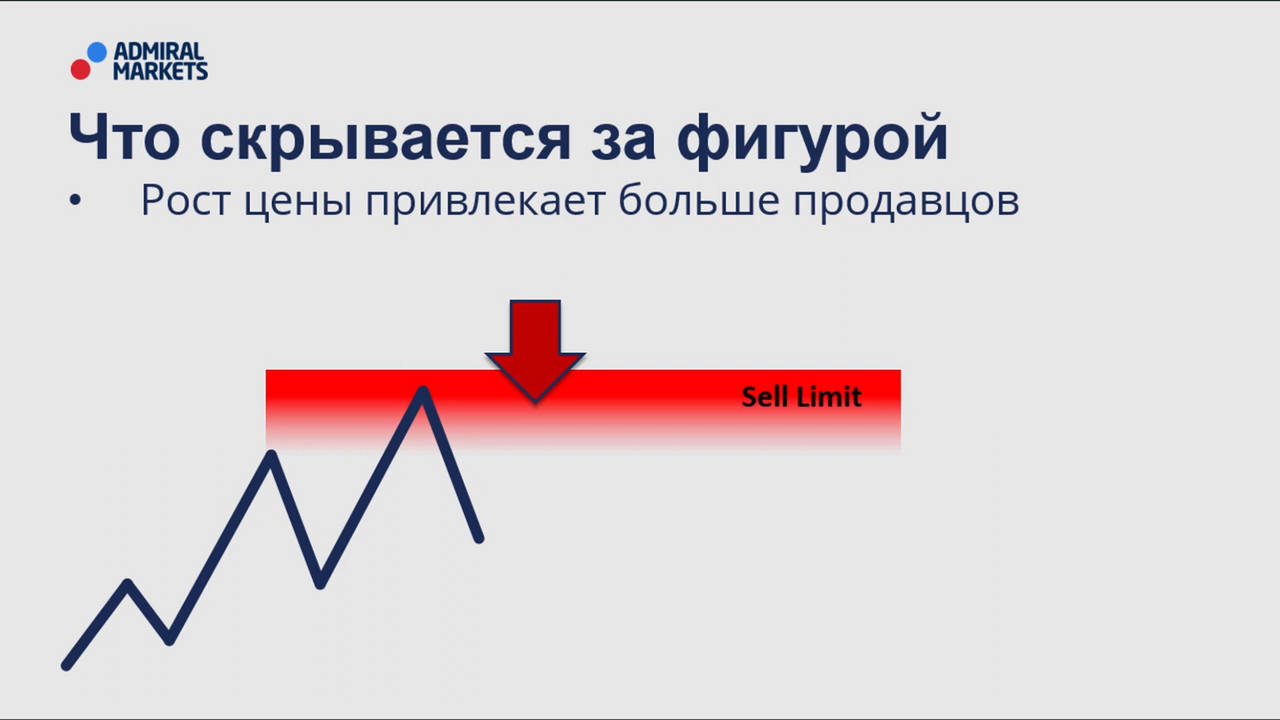 ADMIRAL
MARKETS
Что скрывается за фигурой
• Рост цены привлекает больше продавцов
Sell Limit